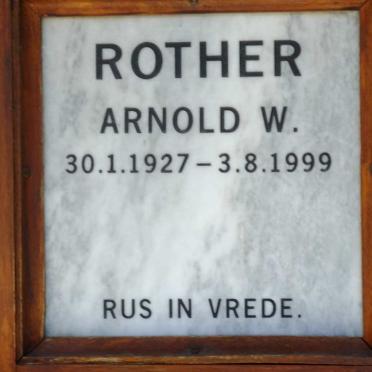 ROTHER
ARNOLD W.
30.1.1927 – 3.8.1999
RUS IN VREDE.